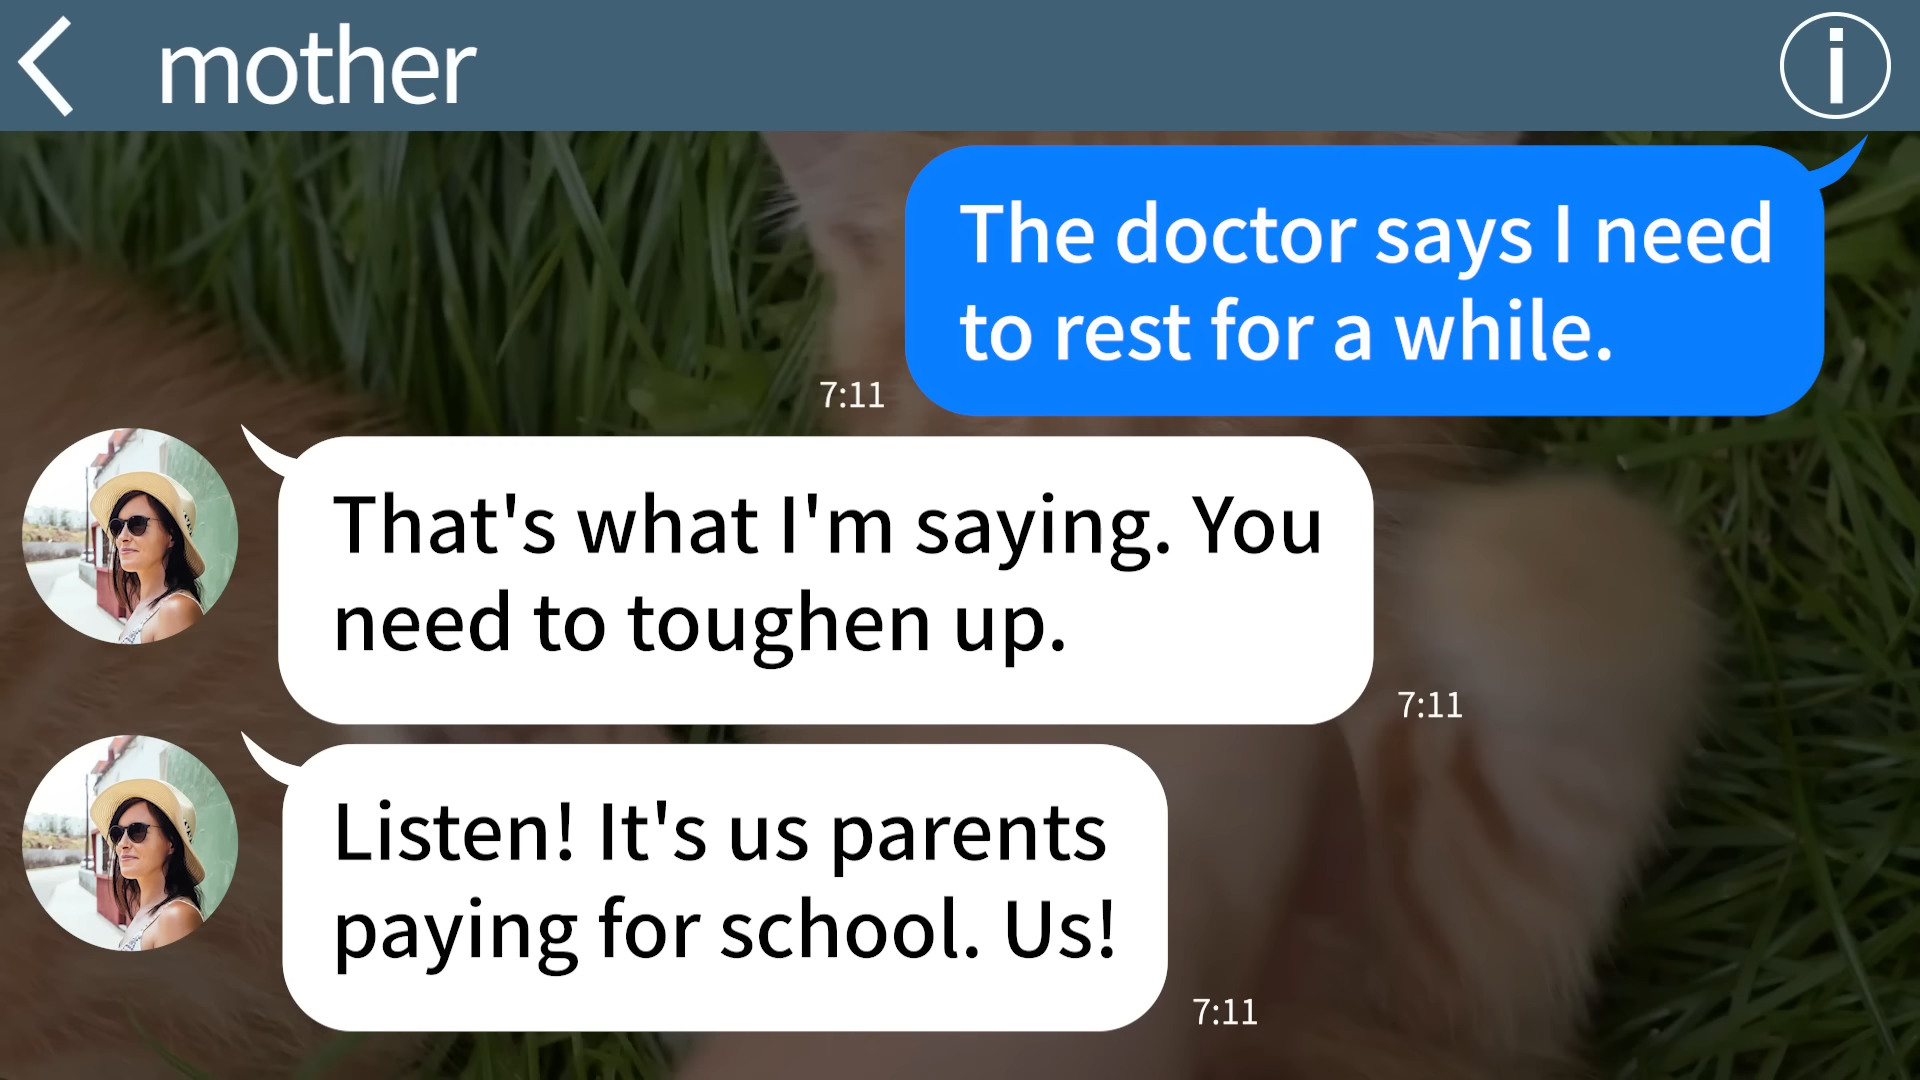 mother
The doctor says I need
to rest for a while.
7:11
That's what I'm saying. You
need to toughen up.
7:11
Listen! It's us parents
paying for school. Us!
7:11